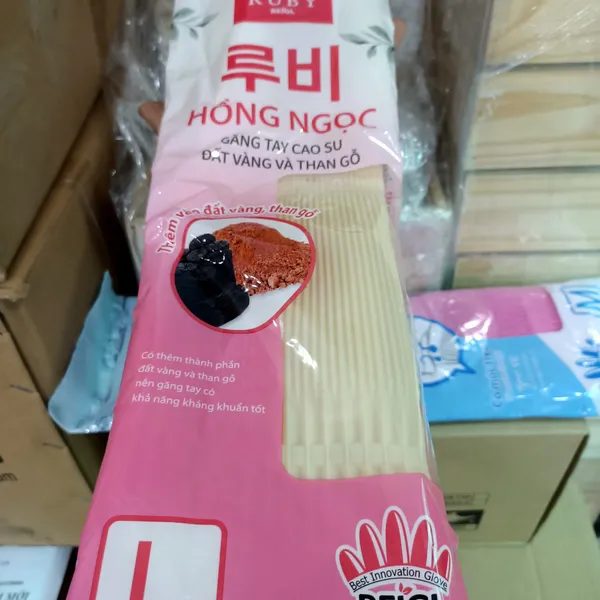 RUBY
루비
HỒNG NGỌC
GĂNG TAY CAO SU
ĐẤT VÀNG VÀ THAN GỖ
Thêm vào đất vàng, than gỗ
Có thêm thành phần
đất vàng và than gỗ
nên găng tay có
khả năng kháng khuẩn tốt
L
Best Innovation Glove
M